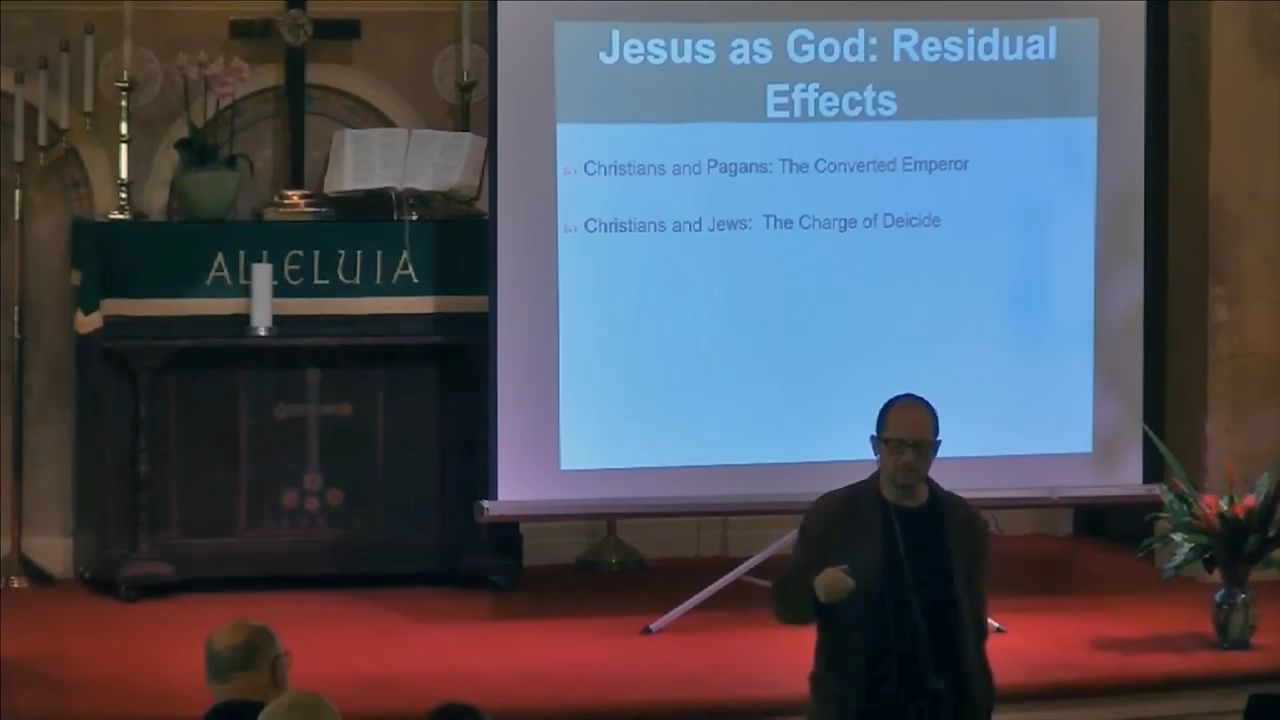 Jesus as God: Residual
Effects
Christians and Pagans: The Converted Emperor
Christians and Jews: The Charge of Deicide
ALLELUIA